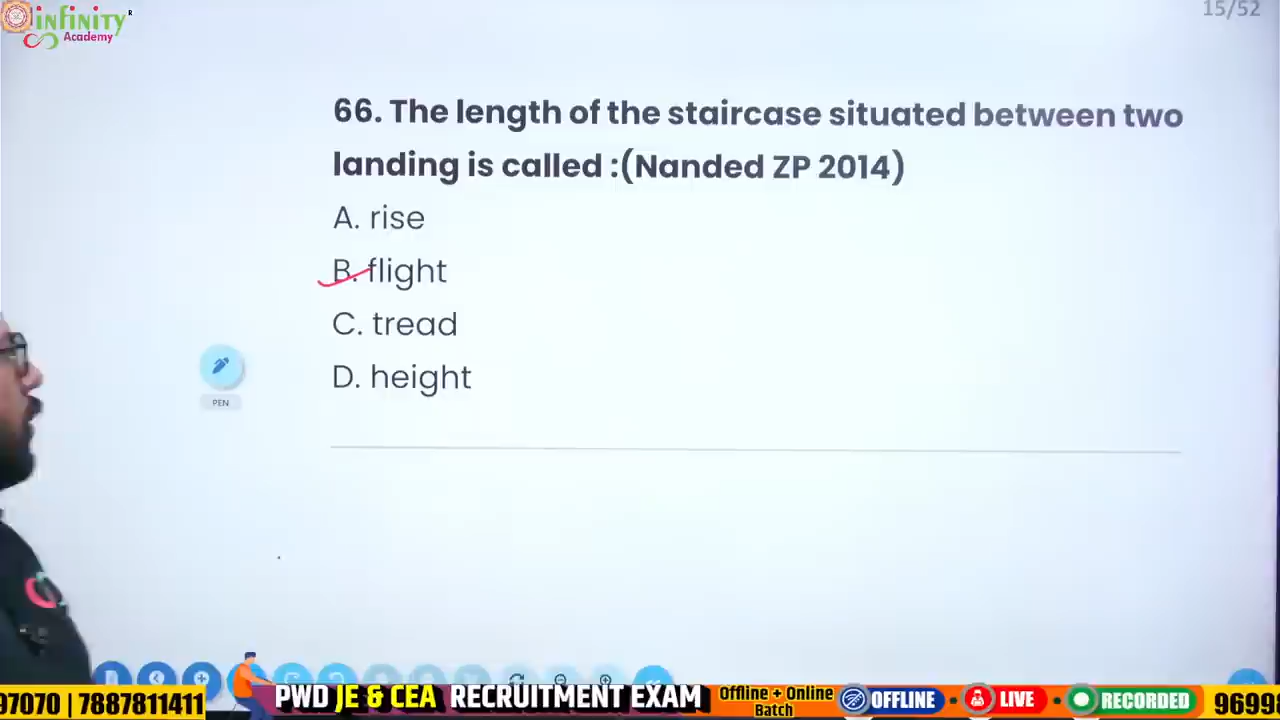 infinity
Academy
15/52
66. The length of the staircase situated between two
landing is called :(Nanded ZP 2014)
A. rise
B. flight
C. tread
D. height
PEN
97070 | 7887811411
PWD JE & CEA RECRUITMENT EXAM
Offline + Online
Batch
OFFLINE
LIVE
RECORDED
9699